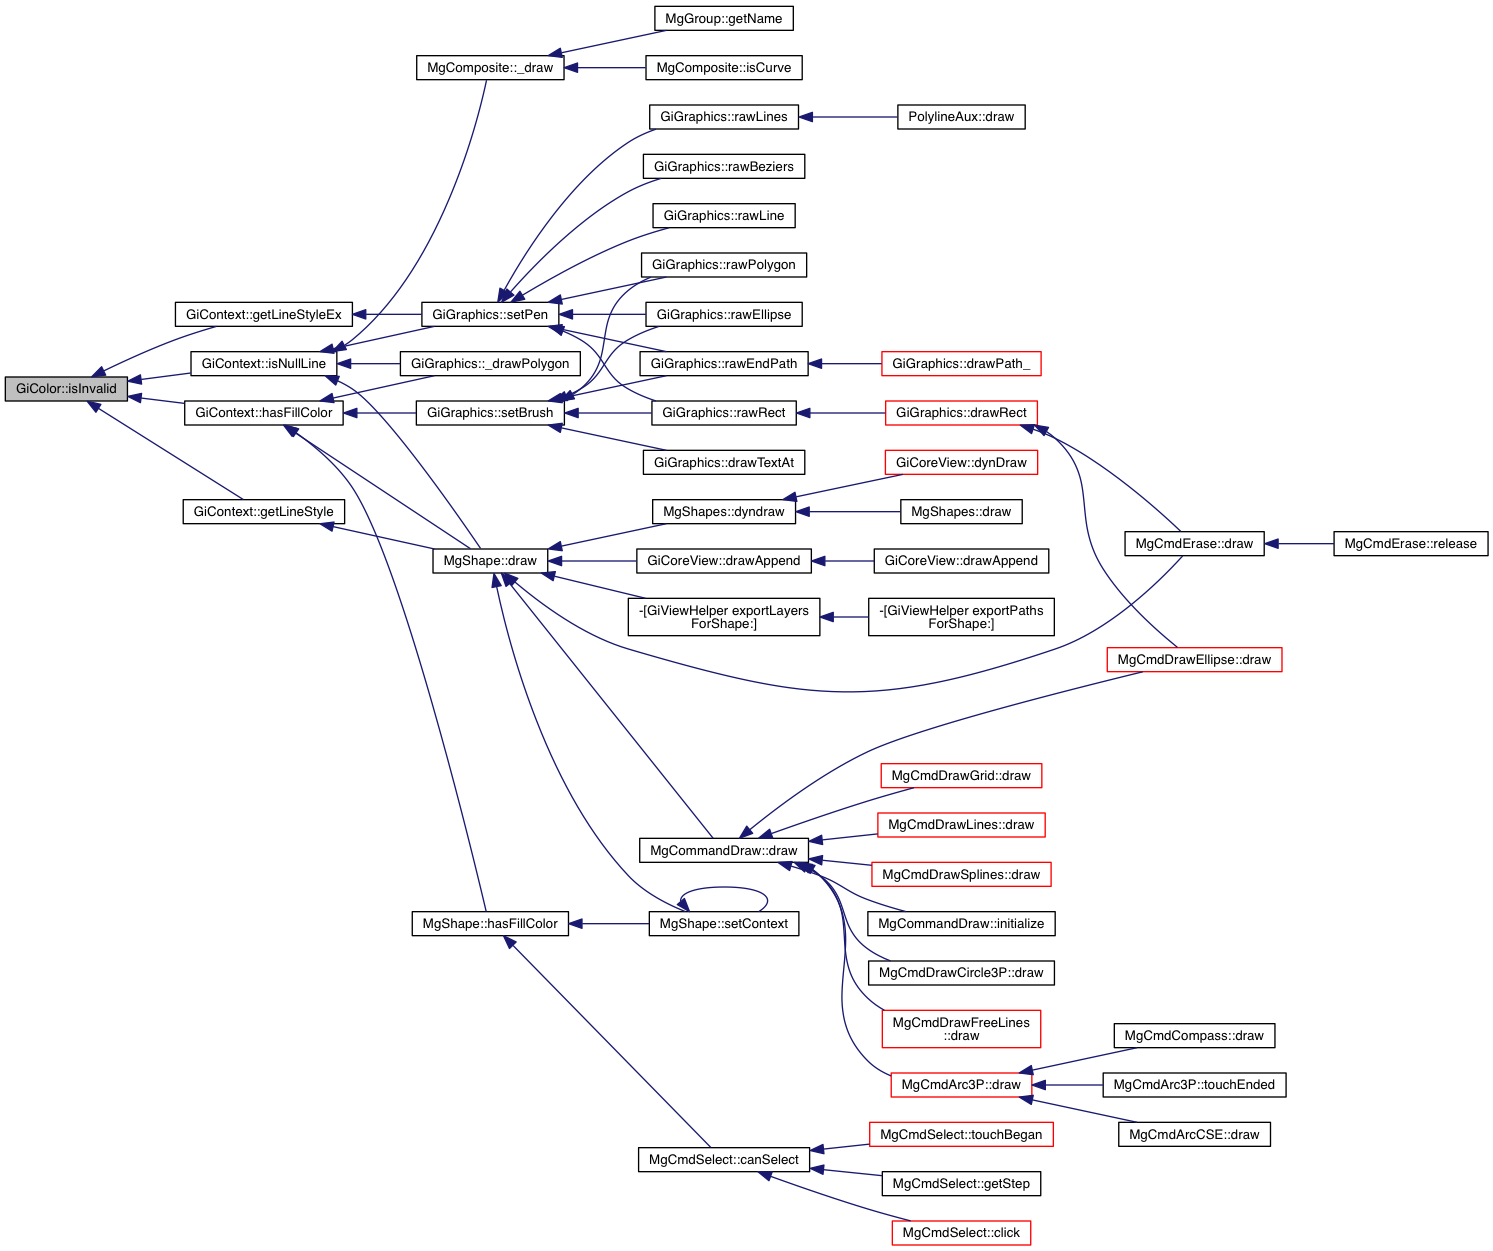 MgGroup::getName
MgComposite::_draw
MgComposite::isCurve
GiGraphics::rawLines
PolylineAux::draw
GiGraphics::rawBeziers
GiGraphics::rawLine
GiGraphics::rawPolygon
GiContext::getLineStyleEx
GiGraphics::setPen
GiGraphics::rawEllipse
GiContext::isNullLine
GiGraphics::_drawPolygon
GiGraphics::rawEndPath
GiGraphics::drawPath_
GiColor::isInvalid
GiContext::hasFillColor
GiGraphics::setBrush
GiGraphics::rawRect
GiGraphics::drawRect
GiGraphics::drawTextAt
GiCoreView::dynDraw
GiContext::getLineStyle
MgShapes::dyndraw
MgShapes::draw
MgCmdErase::draw
MgCmdErase::release
MgShape::draw
GiCoreView::drawAppend
GiCoreView::drawAppend
-[GiViewHelper exportLayers
ForShape:]
-[GiViewHelper exportPaths
ForShape:]
MgCmdDrawEllipse::draw
MgCmdDrawGrid::draw
MgCmdDrawLines::draw
MgCommandDraw::draw
MgCmdDrawSplines::draw
MgShape::hasFillColor
MgShape::setContext
MgCommandDraw::initialize
MgCmdDrawCircle3P::draw
MgCmdDrawFreeLines
::draw
MgCmdCompass::draw
MgCmdArc3P::draw
MgCmdArc3P::touchEnded
MgCmdArcCSE::draw
MgCmdSelect::touchBegan
MgCmdSelect::canSelect
MgCmdSelect::getStep
MgCmdSelect::click